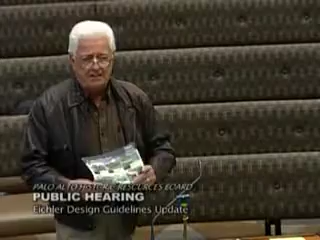 PALO ALTO HISTORIC RESOURCES BOARD
PUBLIC HEARING
Eichler Design Guidelines Update